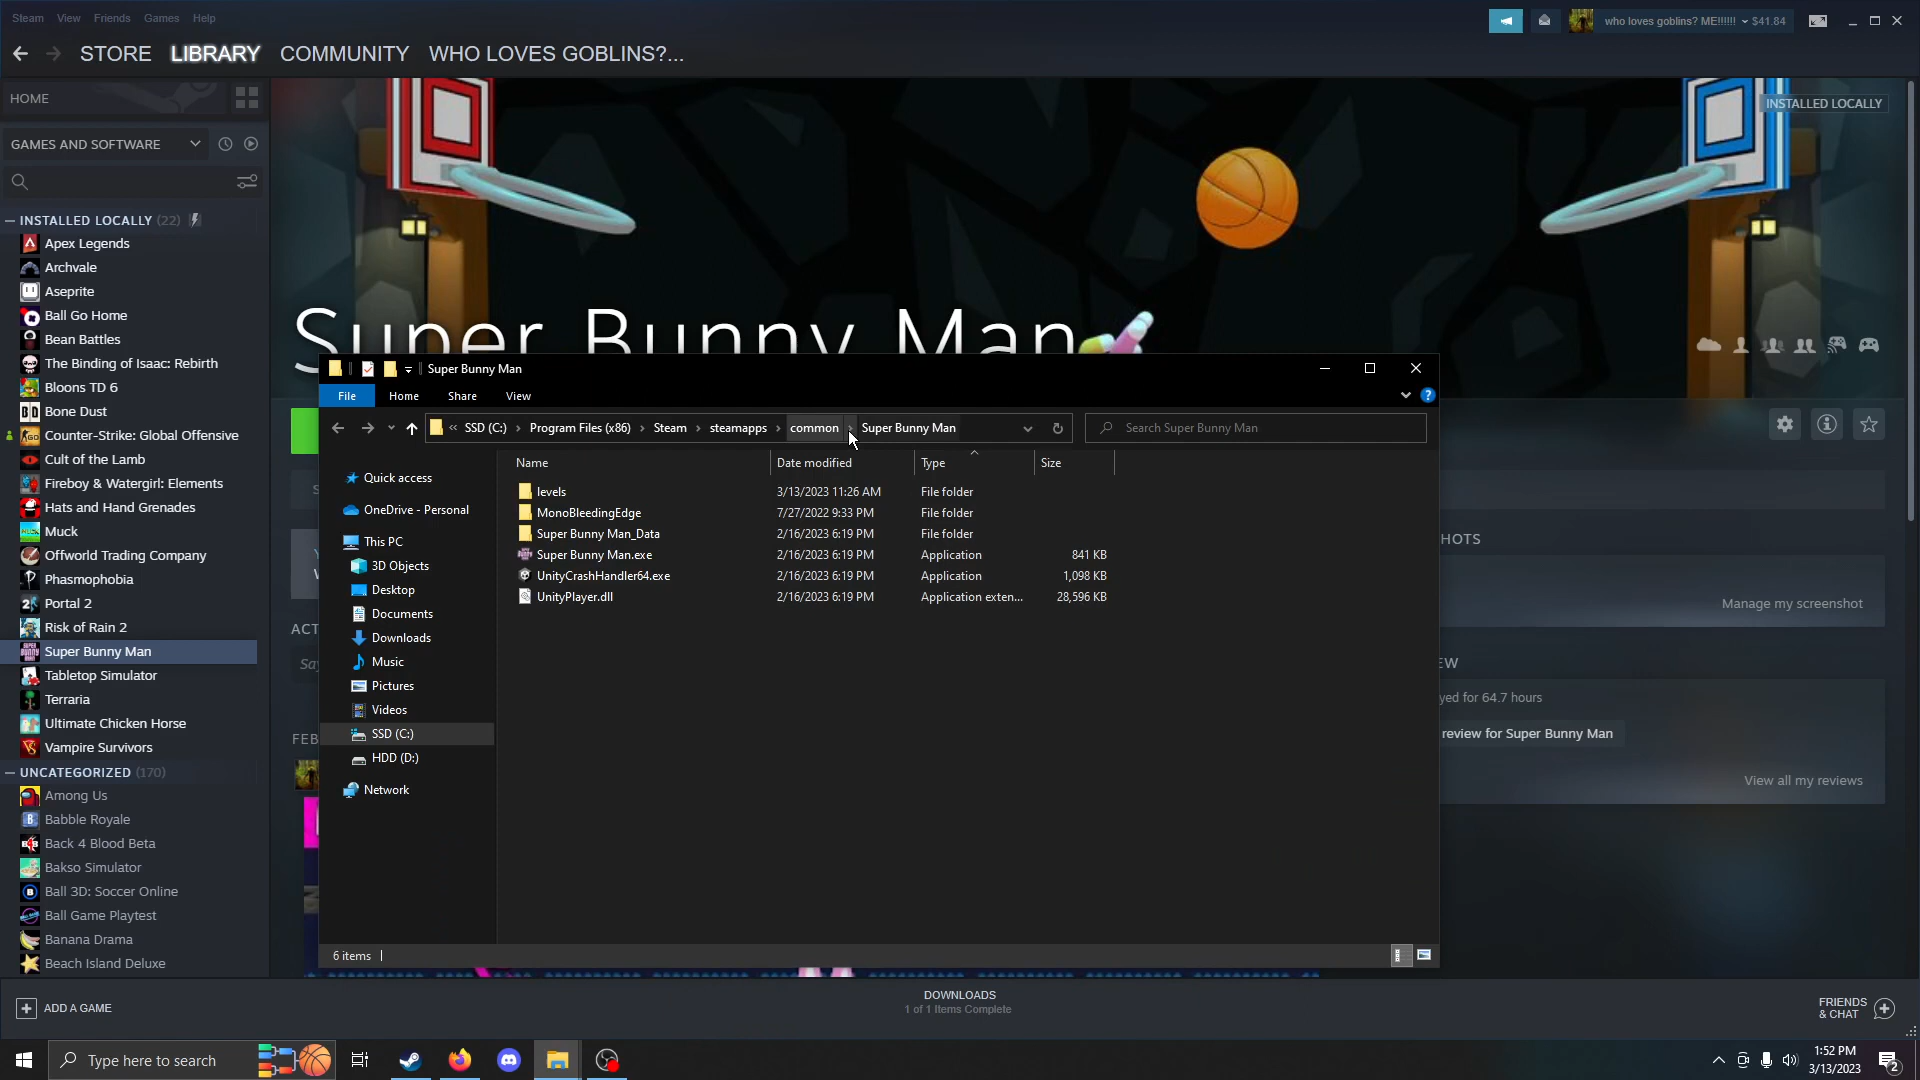 Steam View Friends Games Help
who loves goblins? ME!!!!!! $41.84
STORE LIBRARY COMMUNITY WHO LOVES GOBLINS?...
HOME
INSTALLED LOCALLY
GAMES AND SOFTWARE
INSTALLED LOCALLY (22)
Apex Legends
Archvale
Aseprite
Ball Go Home
Bean Battles
The Binding of Isaac: Rebirth
Bloons TD 6
Bone Dust
Counter-Strike: Global Offensive
Cult of the Lamb
Fireboy & Watergirl: Elements
Hats and Hand Grenades
Muck
Offworld Trading Company
Phasmophobia
Portal 2
Risk of Rain 2
Super Bunny Man
Tabletop Simulator
Terraria
Ultimate Chicken Horse
Vampire Survivors
UNCATEGORIZED (170)
Among Us
Babble Royale
Back 4 Blood Beta
Bakso Simulator
Ball 3D: Soccer Online
Ball Game Playtest
Banana Drama
Beach Island Deluxe
Super Bunny Man
Super Bunny Man
File Home Share View
SSD (C:) Program Files (x86) Steam steamapps common Super Bunny Man
Search Super Bunny Man
Name Date modified Type Size
levels 3/13/2023 11:26 AM File folder
MonoBleedingEdge 7/27/2022 9:33 PM File folder
Super Bunny Man_Data 2/16/2023 6:19 PM File folder
Super Bunny Man.exe 2/16/2023 6:19 PM Application 841 KB
UnityCrashHandler64.exe 2/16/2023 6:19 PM Application 1,098 KB
UnityPlayer.dll 2/16/2023 6:19 PM Application exten... 28,596 KB
Quick access
OneDrive - Personal
This PC
3D Objects
Desktop
Documents
Downloads
Music
Pictures
Videos
SSD (C:)
HDD (D:)
Network
6 items
HOTS
Manage my screenshot
EW
yed for 64.7 hours
review for Super Bunny Man
View all my reviews
ACT
Say
FEB
ADD A GAME
DOWNLOADS
1 of 1 Items Complete
FRIENDS
& CHAT
Type here to search
1:52 PM
3/13/2023
2